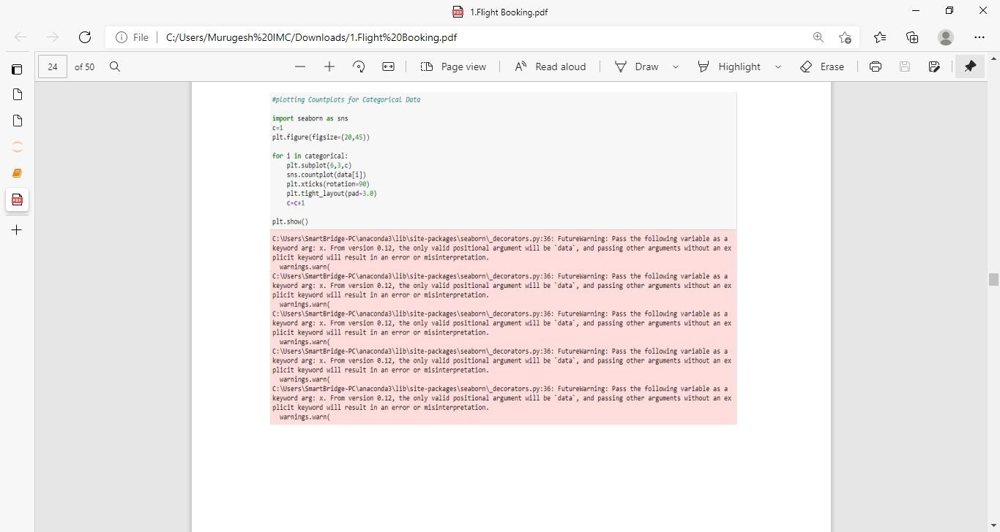 1.Flight Booking.pdf
File
C:/Users/Murugesh%20IMC/Downloads/1.Flight%20Booking.pdf
24
of 50
Page view
Read aloud
Draw
Highlight
Erase
#plotting Countplots for Categorical Data
import seaborn as sns
c=1
plt.figure(figsize=(20,45))
for i in categorical:
    plt.subplot(6,3,c)
    sns.countplot(data[i])
    plt.xticks(rotation=90)
    plt.tight_layout(pad=3.0)
    c=c+1
plt.show()
C:\Users\SmartBridge-PC\anaconda3\lib\site-packages\seaborn\_decorators.py:36: FutureWarning: Pass the following variable as a
keyword arg: x. From version 0.12, the only valid positional argument will be `data`, and passing other arguments without an ex
plicit keyword will result in an error or misinterpretation.
  warnings.warn(
C:\Users\SmartBridge-PC\anaconda3\lib\site-packages\seaborn\_decorators.py:36: FutureWarning: Pass the following variable as a
keyword arg: x. From version 0.12, the only valid positional argument will be `data`, and passing other arguments without an ex
plicit keyword will result in an error or misinterpretation.
  warnings.warn(
C:\Users\SmartBridge-PC\anaconda3\lib\site-packages\seaborn\_decorators.py:36: FutureWarning: Pass the following variable as a
keyword arg: x. From version 0.12, the only valid positional argument will be `data`, and passing other arguments without an ex
plicit keyword will result in an error or misinterpretation.
  warnings.warn(
C:\Users\SmartBridge-PC\anaconda3\lib\site-packages\seaborn\_decorators.py:36: FutureWarning: Pass the following variable as a
keyword arg: x. From version 0.12, the only valid positional argument will be `data`, and passing other arguments without an ex
plicit keyword will result in an error or misinterpretation.
  warnings.warn(
C:\Users\SmartBridge-PC\anaconda3\lib\site-packages\seaborn\_decorators.py:36: FutureWarning: Pass the following variable as a
keyword arg: x. From version 0.12, the only valid positional argument will be `data`, and passing other arguments without an ex
plicit keyword will result in an error or misinterpretation.
  warnings.warn(